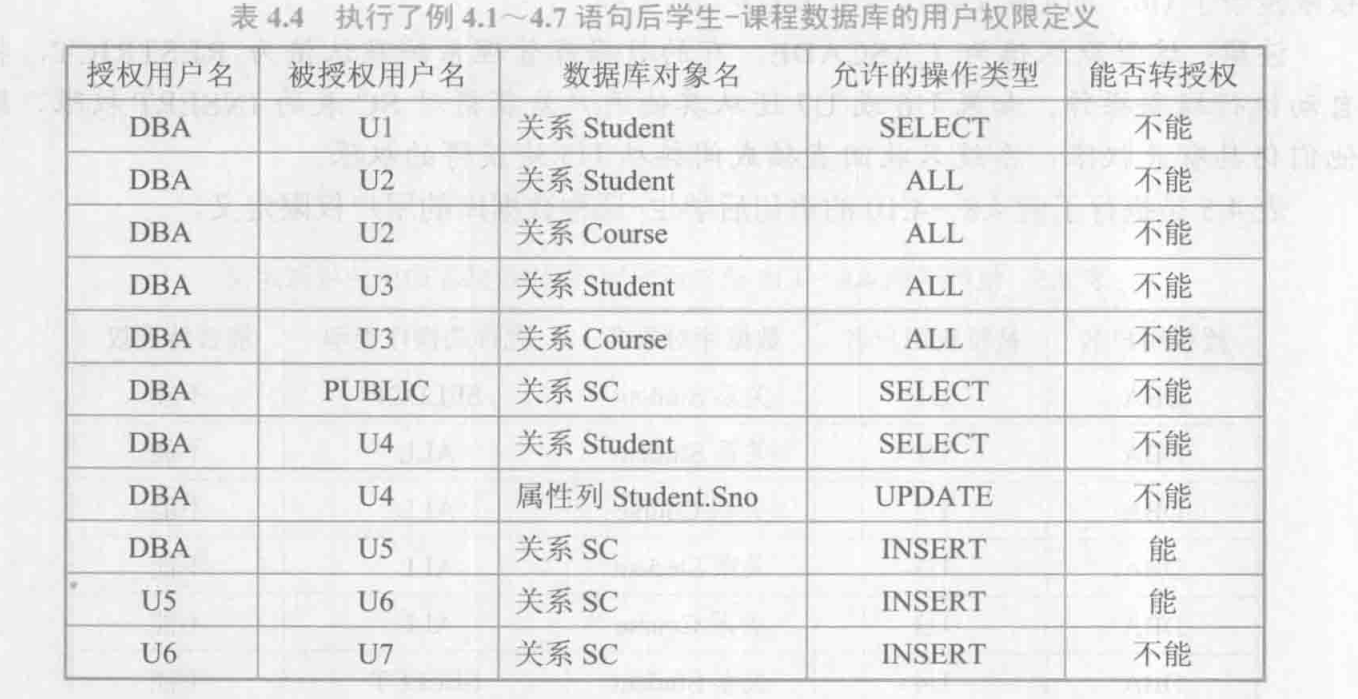 表 4.4 执行了例 4.1～4.7 语句后学生-课程数据库的用户权限定义
授权用户名 被授权用户名 数据库对象名 允许的操作类型 能否转授权
DBA U1 关系 Student SELECT 不能
DBA U2 关系 Student ALL 不能
DBA U2 关系 Course ALL 不能
DBA U3 关系 Student ALL 不能
DBA U3 关系 Course ALL 不能
DBA PUBLIC 关系 SC SELECT 不能
DBA U4 关系 Student SELECT 不能
DBA U4 属性列 Student.Sno UPDATE 不能
DBA U5 关系 SC INSERT 能
U5 U6 关系 SC INSERT 能
U6 U7 关系 SC INSERT 不能